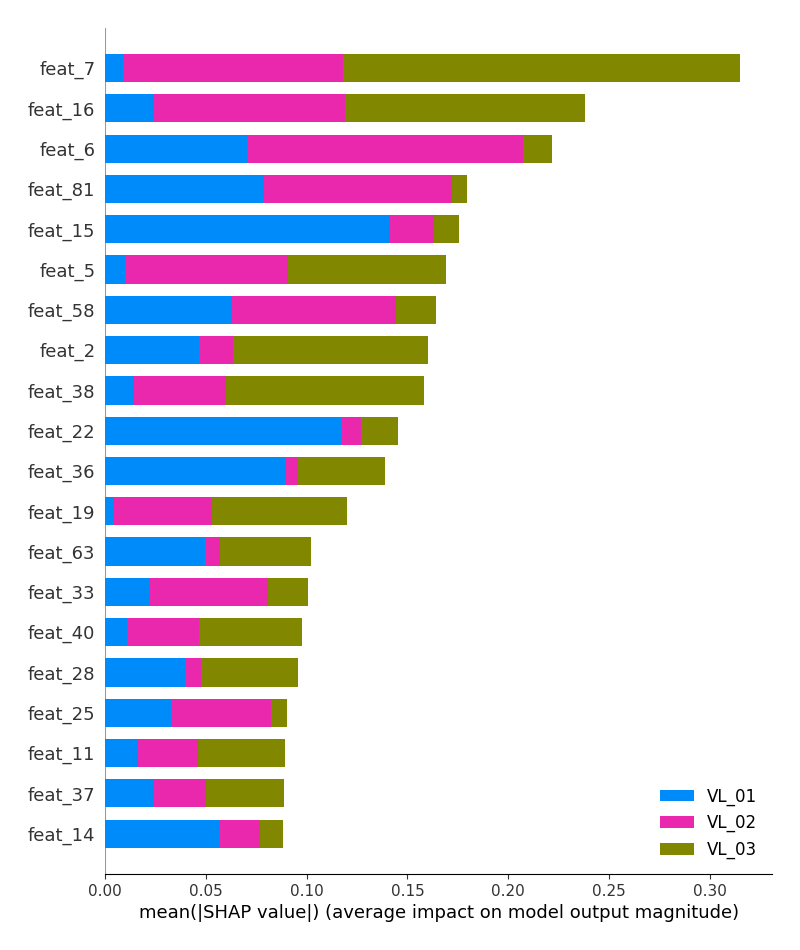 feat_7
feat_16
feat_6
feat_81
feat_15
feat_5
feat_58
feat_2
feat_38
feat_22
feat_36
feat_19
feat_63
feat_33
feat_40
feat_28
feat_25
feat_11
feat_37
feat_14
VL_01
VL_02
VL_03
0.00 0.05 0.10 0.15 0.20 0.25 0.30
mean(|SHAP value|) (average impact on model output magnitude)